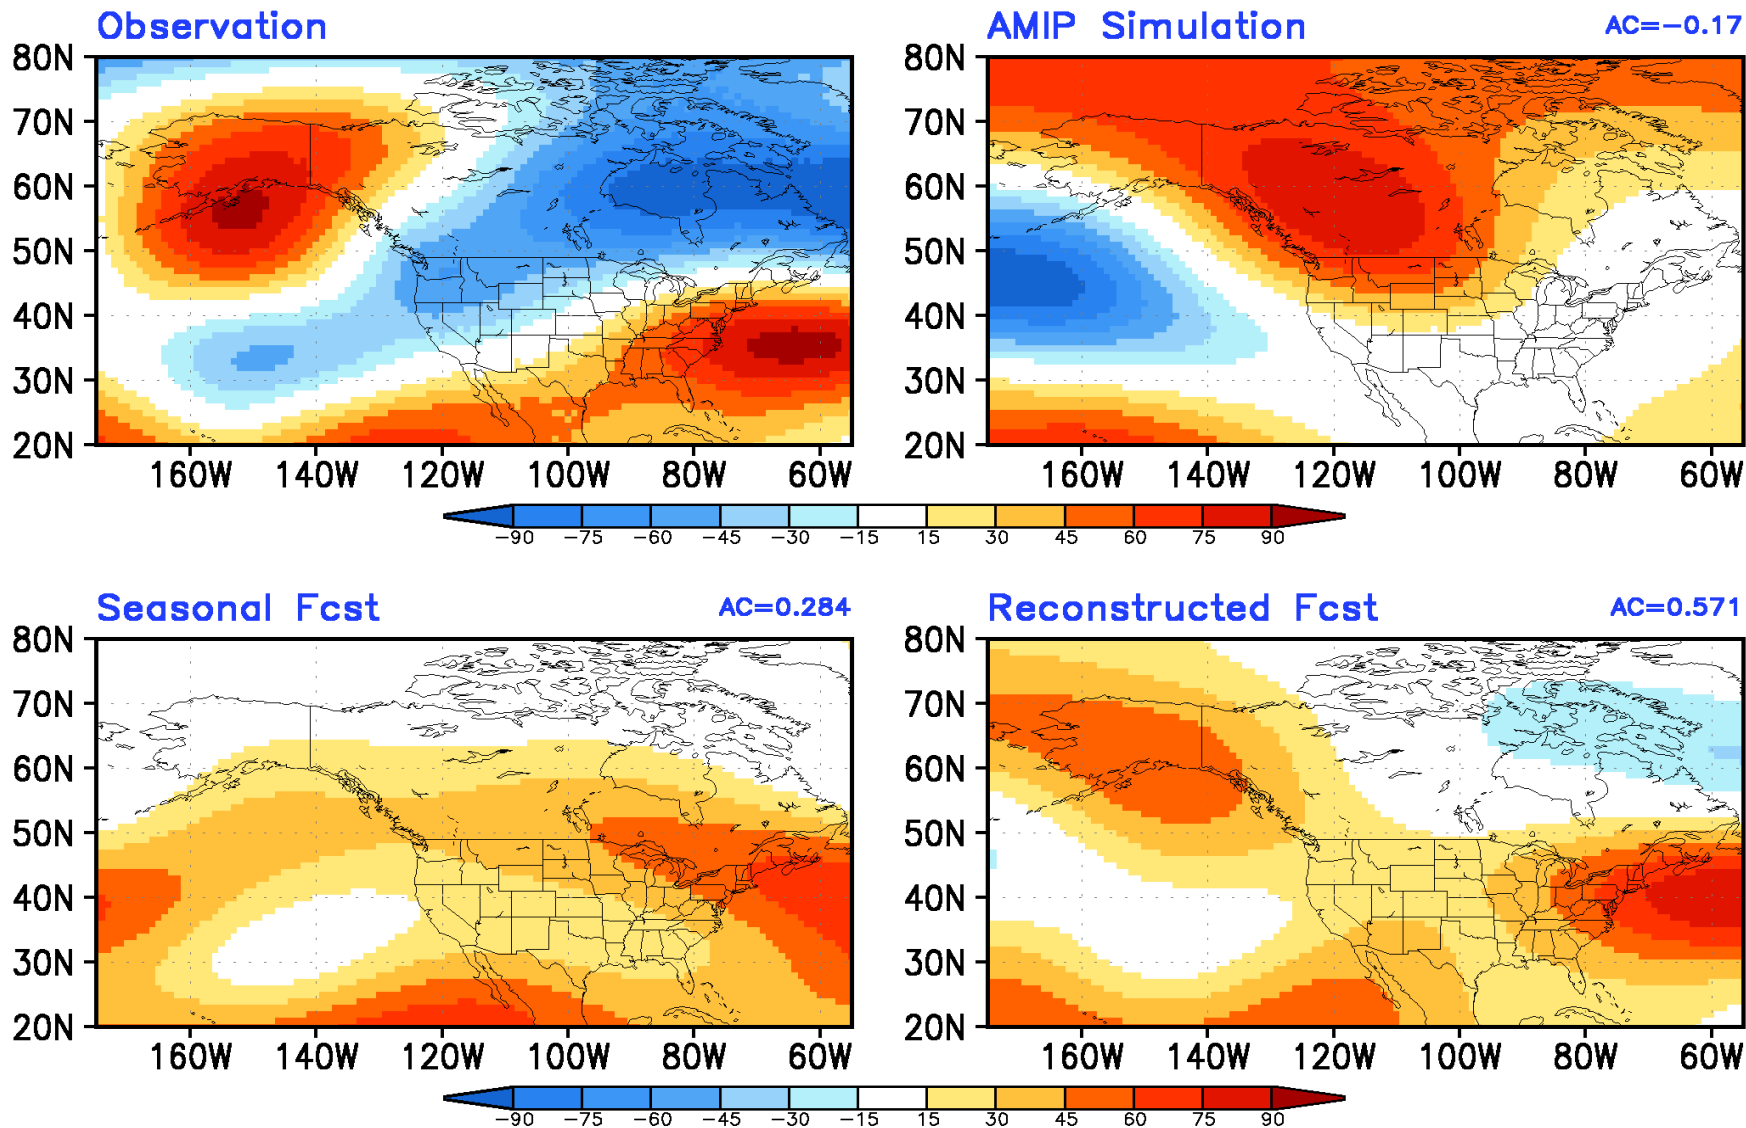 Observation
AMIP Simulation AC=−0.17
80N 80N
70N 70N
60N 60N
50N 50N
40N 40N
30N 30N
20N 20N
160W 140W 120W 100W 80W 60W 160W 140W 120W 100W 80W 60W
−90 −75 −60 −45 −30 −15 15 30 45 60 75 90
Seasonal Fcst AC=0.284
Reconstructed Fcst AC=0.571
80N 80N
70N 70N
60N 60N
50N 50N
40N 40N
30N 30N
20N 20N
160W 140W 120W 100W 80W 60W 160W 140W 120W 100W 80W 60W
−90 −75 −60 −45 −30 −15 15 30 45 60 75 90